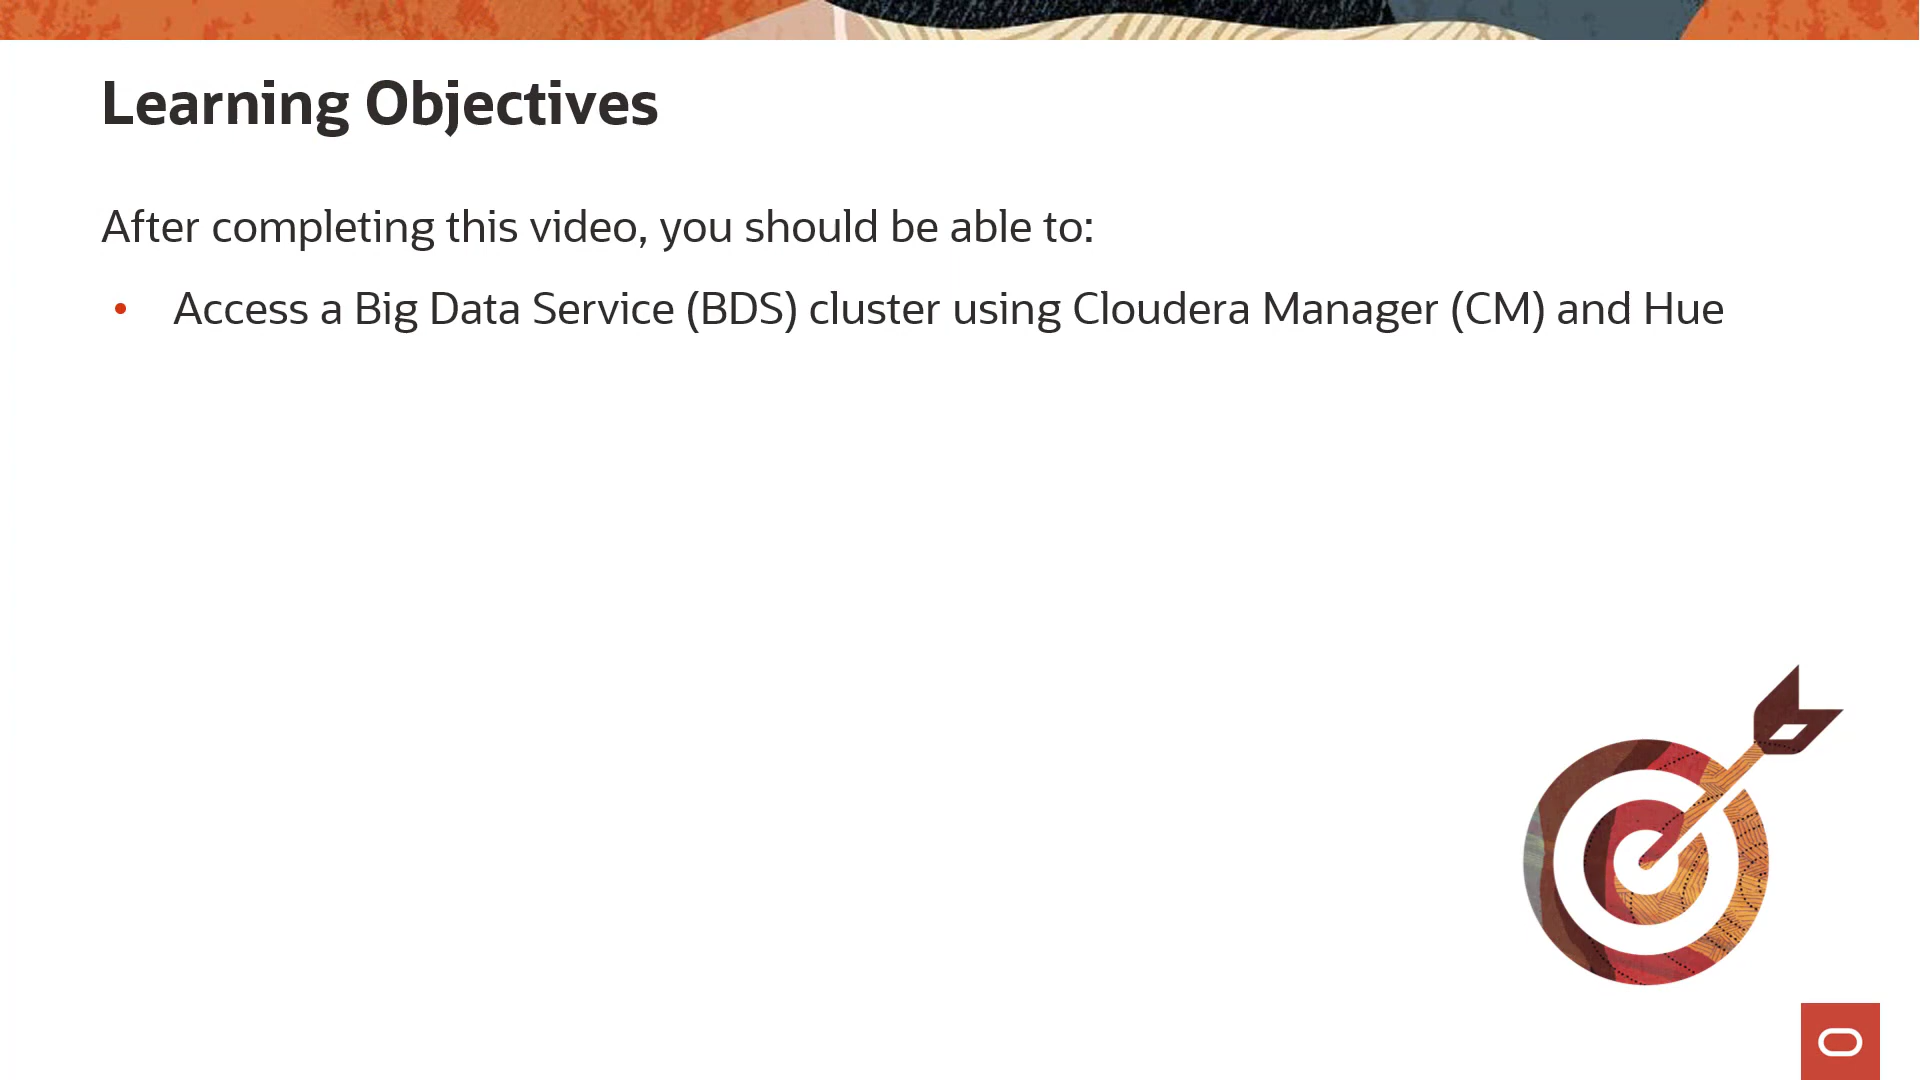 Learning Objectives
After completing this video, you should be able to:
• Access a Big Data Service (BDS) cluster using Cloudera Manager (CM) and Hue